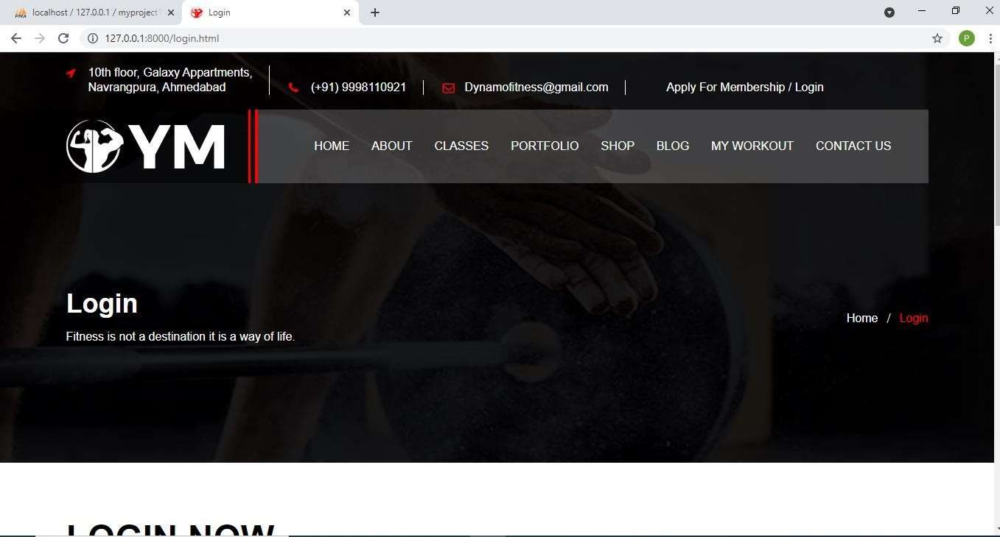 localhost / 127.0.0.1 / myproject1
Login
127.0.0.1:8000/login.html
P
10th floor, Galaxy Appartments,
Navrangpura, Ahmedabad
(+91) 9998110921
Dynamofitness@gmail.com
Apply For Membership / Login
YM
HOME ABOUT CLASSES PORTFOLIO SHOP BLOG MY WORKOUT CONTACT US
Login
Fitness is not a destination it is a way of life.
Home / Login
LOGIN NOW